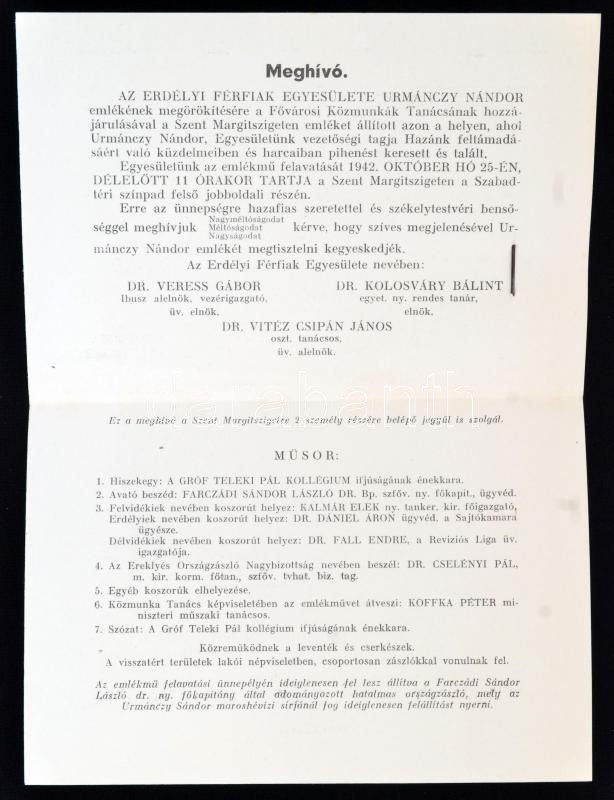 Meghívó.
AZ ERDÉLYI FÉRFIAK EGYESÜLETE URMÁNCZY NÁNDOR
emlékének megörökítésére a Fővárosi Közmunkák Tanácsának hozzá-
járulásával a Szent Margitszigeten emléket állított azon a helyen, ahol
Urmánczy Nándor, Egyesületünk vezetőségi tagja Hazánk feltámadá-
sáért való küzdelmeiben és harcaiban pihenést keresett és talált.
Egyesületünk az emlékmű felavatását 1942. OKTÓBER HÓ 25-ÉN,
DÉLELŐTT 11 ÓRAKOR TARTJA a Szent Margitszigeten a Szabad-
téri színpad felső jobboldali részén.
Erre az ünnepségre hazafias szeretettel és székelytestvéri benső-
séggel meghívjuk Nagyméltóságodat Méltóságodat Nagyságodat kérve, hogy szíves megjelenésével Ur-
mánczy Nándor emlékét megtisztelni kegyeskedjék.
Az Erdélyi Férfiak Egyesülete nevében:
DR. VERESS GÁBOR DR. KOLOSVÁRY BÁLINT
Ibusz alelnök, vezérigazgató, egyet. ny. rendes tanár,
üv. elnök. elnök.
DR. VITÉZ CSIPÁN JÁNOS
oszt. tanácsos,
üv. alelnök.
darabanth
Ez a meghívó a Szent Margitszigetre 2 személy részére belépő jegyül is szolgál.
MŰSOR:
1. Hiszekegy: A GRÓF TELEKI PÁL KOLLÉGIUM ifjúságának énekkara.
2. Avató beszéd: FARCZÁDI SÁNDOR LÁSZLÓ DR. Bp. szföv. ny. főkapit., ügyvéd.
3. Felvidékiek nevében koszorút helyez: KALMÁR ELEK ny. tanker. kir. főigazgató,
Erdélyiek nevében koszorút helyez: DR. DÁNIEL ÁRON ügyvéd, a Sajtókamara
ügyésze.
Délvidékiek nevében koszorút helyez: DR. FALL ENDRE, a Revíziós Liga üv.
igazgatója.
4. Az Ereklyés Országzászló Nagybizottság nevében beszél: DR. CSELÉNYI PÁL,
m. kir. korm. főtan., szföv. tvhat. biz. tag.
5. Egyéb koszorúk elhelyezése.
6. Közmunka Tanács képviseletében az emlékművet átveszi: KOFFKA PÉTER mi-
niszteri műszaki tanácsos.
7. Szózat: A Gróf Teleki Pál kollégium ifjúságának énekkara.
Közreműködnek a leventék és cserkészek.
A visszatért területek lakói népviseletben, csoportosan zászlókkal vonulnak fel.
Az emlékmű felavatási ünnepélyén ideiglenesen fel lesz állítva a Farczádi Sándor
László dr. ny. főkapitány által adományozott hatalmas országzászló, mely az
Urmánczy Sándor maroshévizi sírjánál fog ideiglenesen felállítást nyerni.